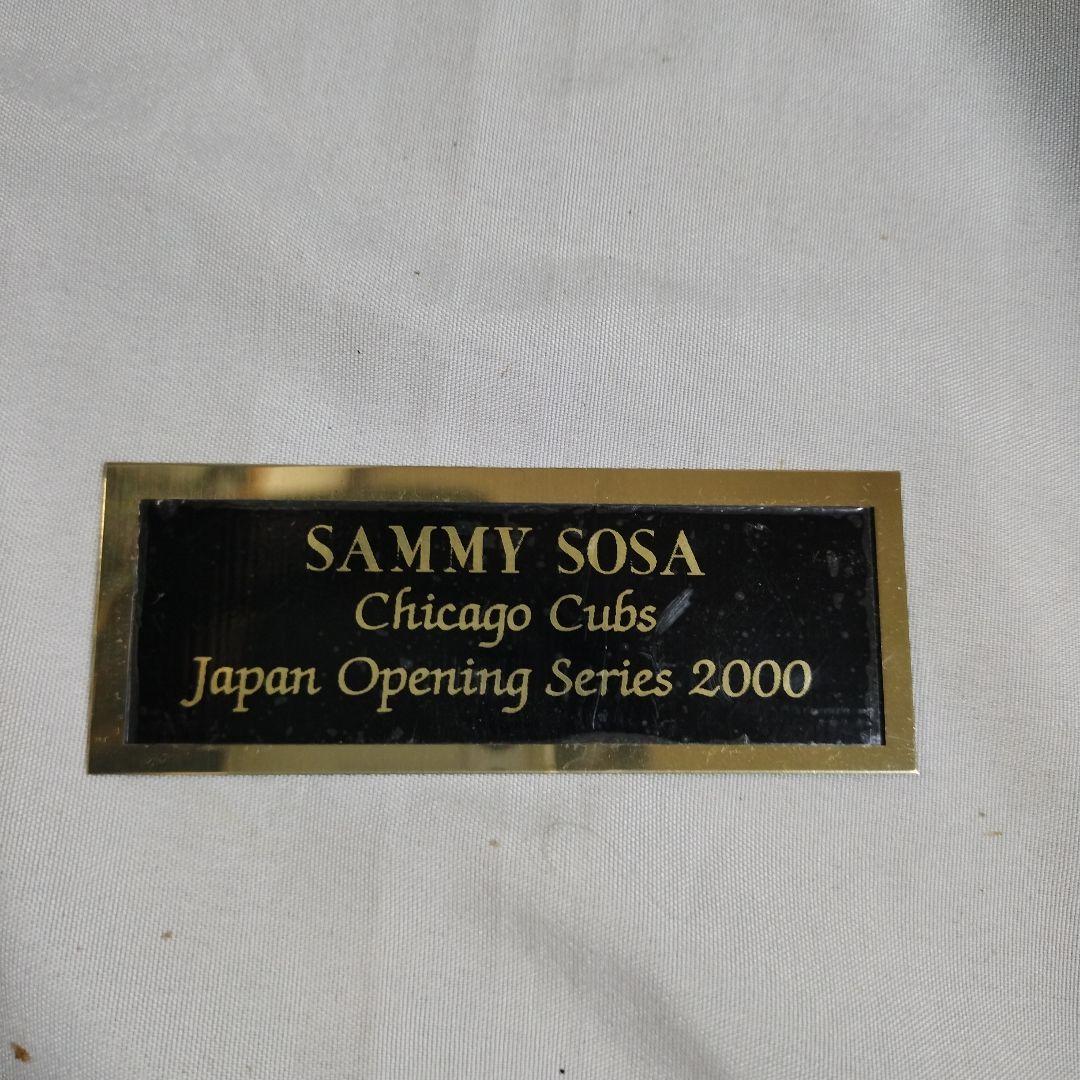 SAMMY SOSA
Chicago Cubs
Japan Opening Series 2000